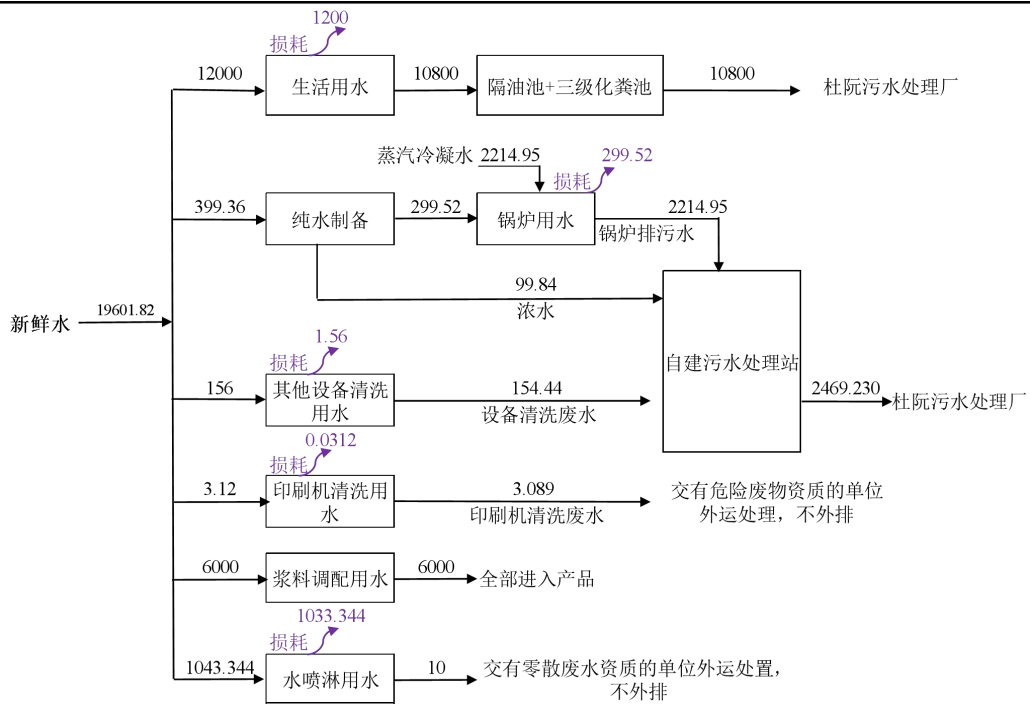 1200
损耗
12000
生活用水
10800
隔油池+三级化粪池
10800
杜阮污水处理厂
蒸汽冷凝水
2214.95
损耗
299.52
399.36
纯水制备
299.52
锅炉用水
2214.95
锅炉排污水
99.84
浓水
新鲜水
19601.82
自建污水处理站
2469.230
杜阮污水处理厂
1.56
损耗
156
其他设备清洗
用水
154.44
设备清洗废水
0.0312
损耗
3.12
印刷机清洗用
水
3.089
印刷机清洗废水
交有危险废物资质的单位
外运处理，不外排
6000
浆料调配用水
6000
全部进入产品
1033.344
损耗
1043.344
水喷淋用水
10
交有零散废水资质的单位外运处置，
不外排